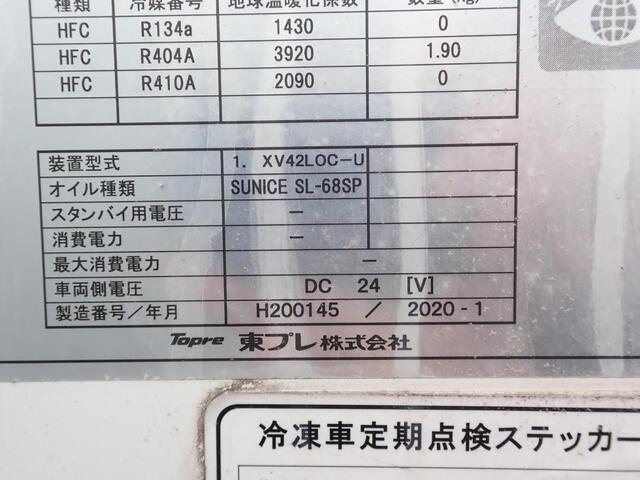 種類 冷媒番号 地球温暖化係数 数量(kg)
HFC R134a 1430 0
HFC R404A 3920 1.90
HFC R410A 2090 0
装置型式 1. XV42LOC-U
オイル種類 SUNICE SL-68SP
スタンバイ用電圧 -
消費電力 -
最大消費電力 -
車両側電圧 DC 24 [V]
製造番号/年月 H200145 / 2020-1
Topre 東プレ株式会社
冷凍車定期点検ステッカー